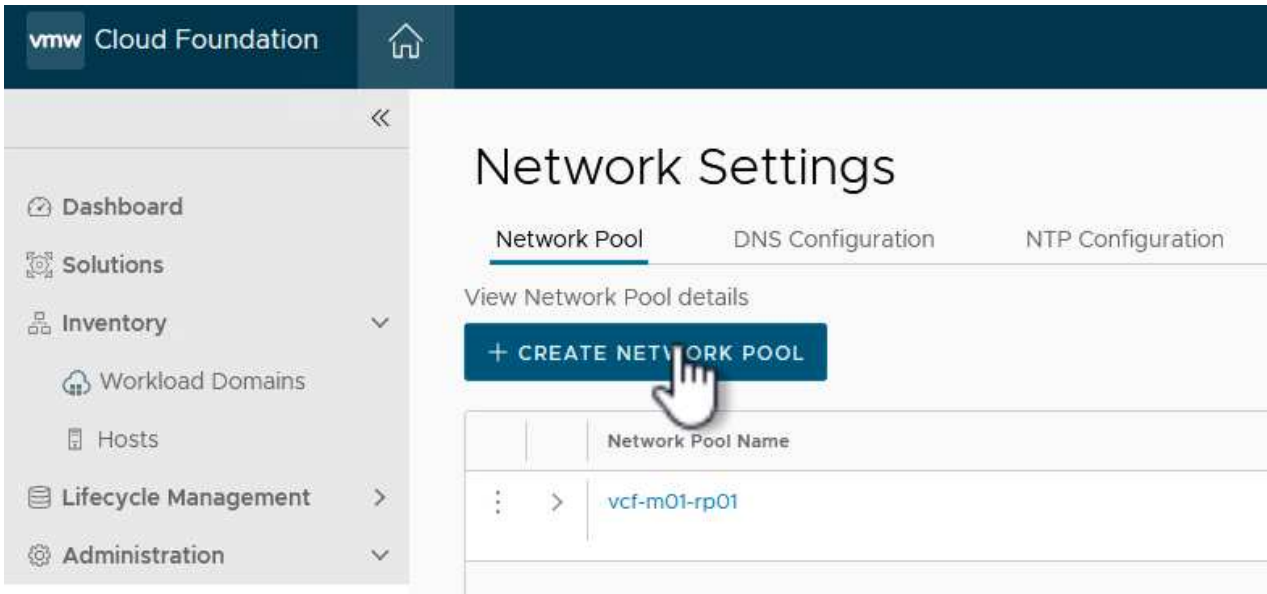 vmw Cloud Foundation
Network Settings
Dashboard
Solutions
Inventory
Workload Domains
Hosts
Lifecycle Management
Administration
Network Pool DNS Configuration NTP Configuration
View Network Pool details
+ CREATE NETWORK POOL
Network Pool Name
vcf-m01-rp01